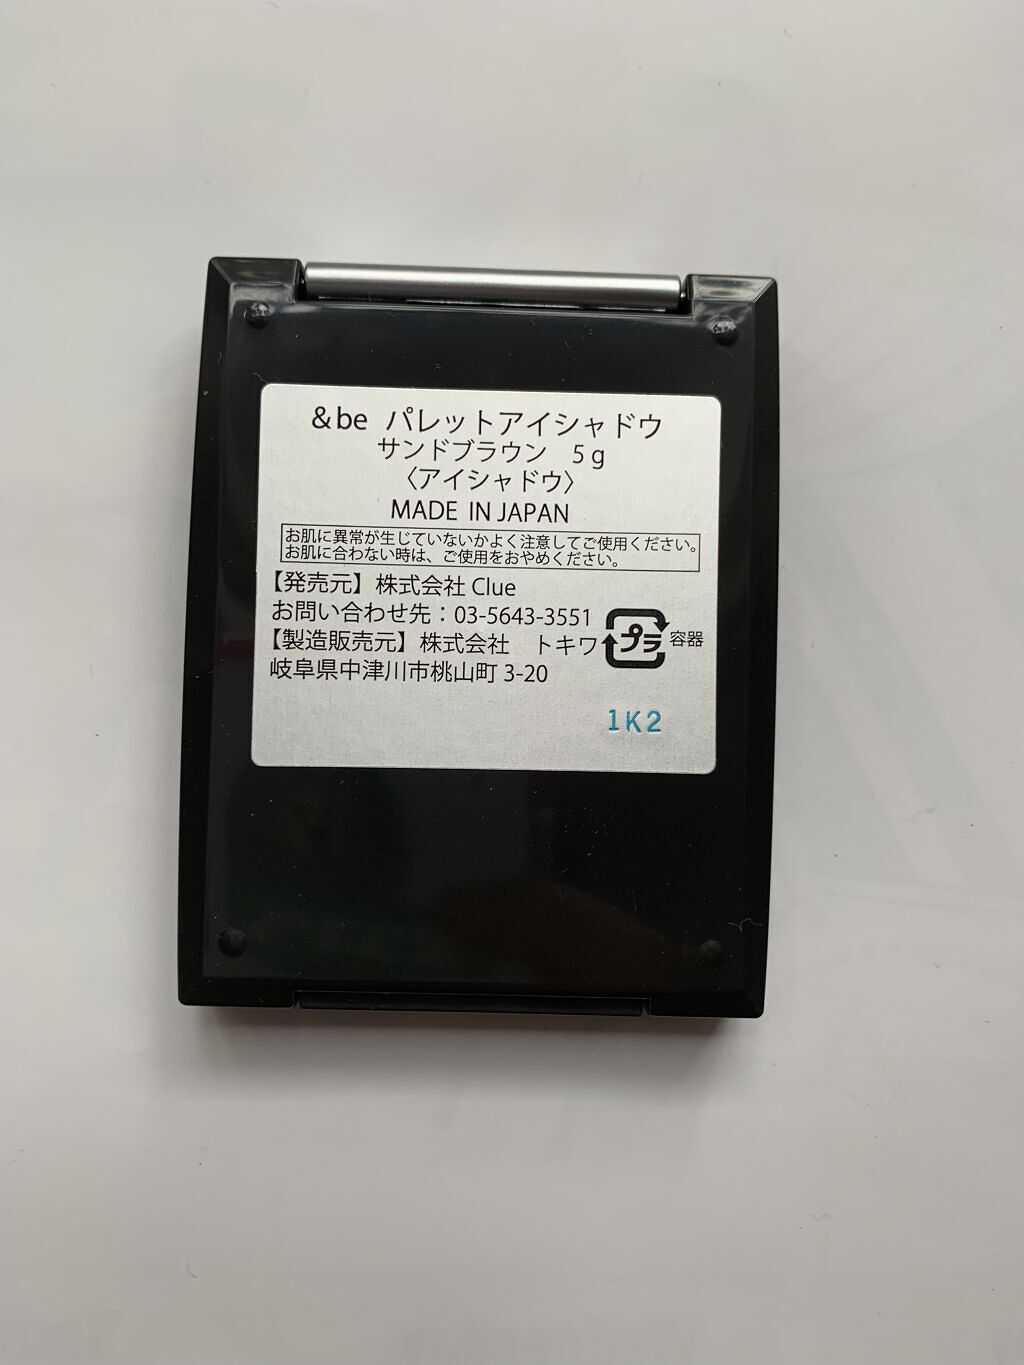 &be パレットアイシャドウ
サンドブラウン 5g
〈アイシャドウ〉
MADE IN JAPAN
お肌に異常が生じていないかよく注意してご使用ください。
お肌に合わない時は、ご使用をおやめください。
【発売元】株式会社 Clue
お問い合わせ先：03-5643-3551
【製造販売元】株式会社 トキワ
岐阜県中津川市桃山町 3-20
プラ 容器
1K2